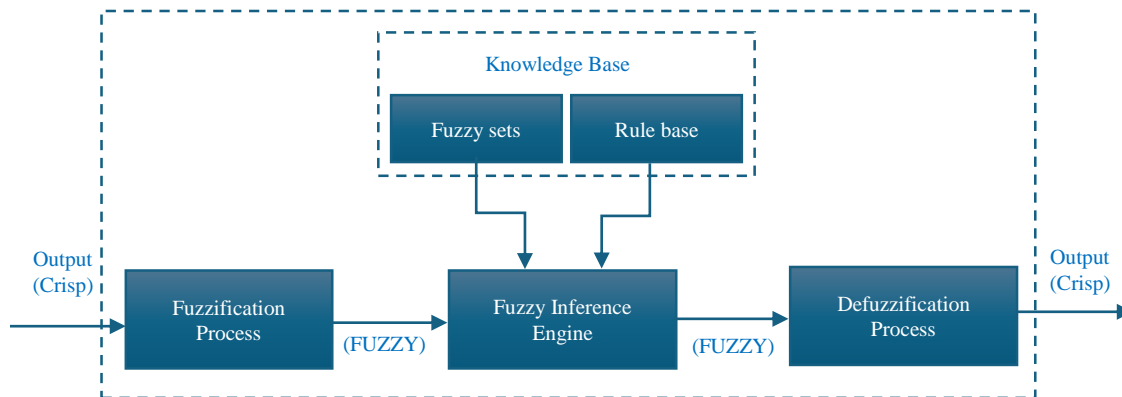 Knowledge Base
Fuzzy sets
Rule base
Output
(Crisp)
Fuzzification
Process
(FUZZY)
Fuzzy Inference
Engine
(FUZZY)
Defuzzification
Process
Output
(Crisp)